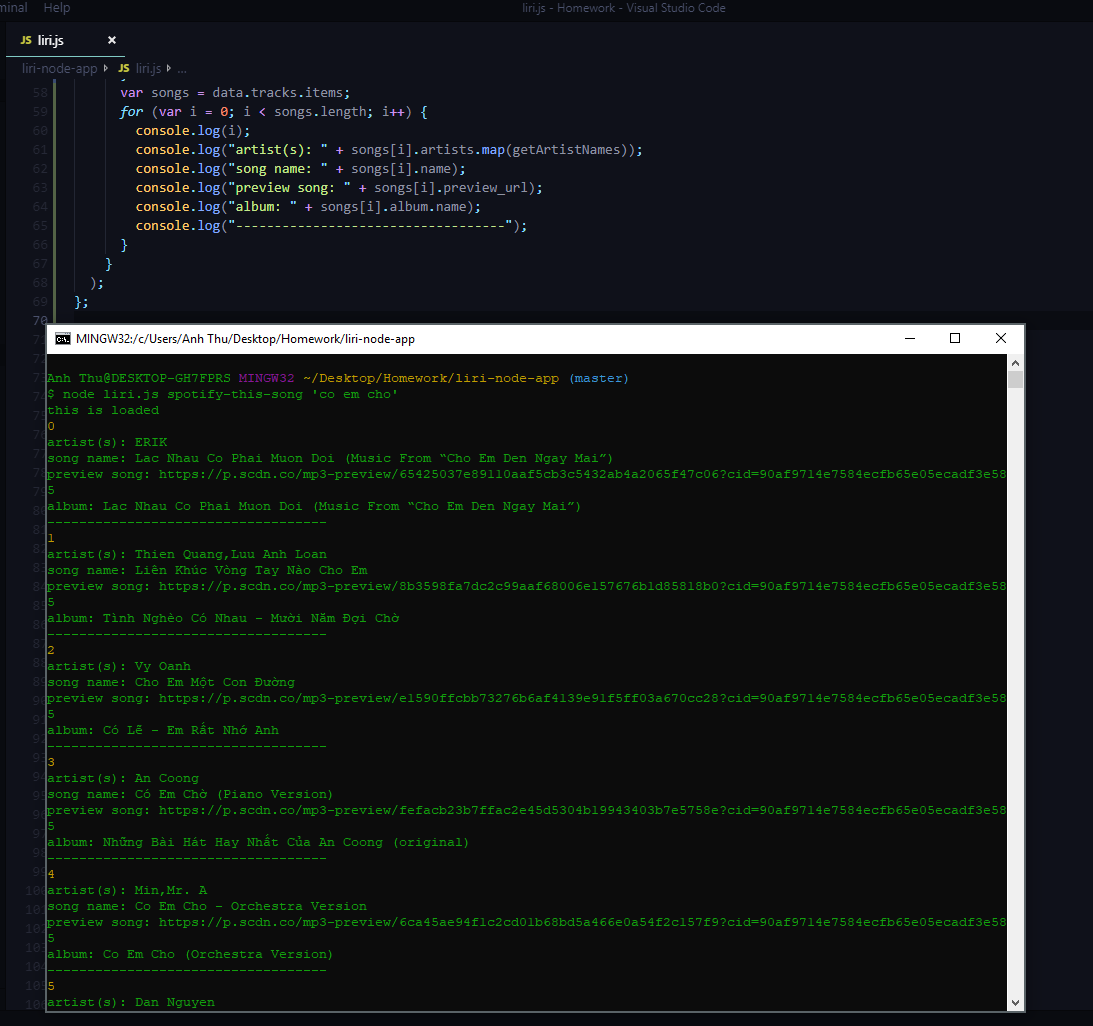 minal Help liri.js - Homework - Visual Studio Code
JS liri.js ×
liri-node-app JS liri.js ...
58 var songs = data.tracks.items;
59 for (var i = 0; i < songs.length; i++) {
60 console.log(i);
61 console.log("artist(s): " + songs[i].artists.map(getArtistNames));
62 console.log("song name: " + songs[i].name);
63 console.log("preview song: " + songs[i].preview_url);
64 console.log("album: " + songs[i].album.name);
65 console.log("-----------------------------------");
66 }
67 }
68 );
69 };
70
MINGW32:/c/Users/Anh Thu/Desktop/Homework/liri-node-app
Anh Thu@DESKTOP-GH7FPRS MINGW32 ~/Desktop/Homework/liri-node-app (master)
$ node liri.js spotify-this-song 'co em cho'
this is loaded
0
artist(s): ERIK
song name: Lac Nhau Co Phai Muon Doi (Music From “Cho Em Den Ngay Mai”)
preview song: https://p.scdn.co/mp3-preview/65425037e89110aaf5cb3c5432ab4a2065f47c06?cid=90af9714e7584ecfb65e05ecadf3e58
5
album: Lac Nhau Co Phai Muon Doi (Music From “Cho Em Den Ngay Mai”)
-----------------------------------
1
artist(s): Thien Quang,Luu Anh Loan
song name: Liên Khúc Vòng Tay Nào Cho Em
preview song: https://p.scdn.co/mp3-preview/8b3598fa7dc2c99aaf68006e157676b1d85818b0?cid=90af9714e7584ecfb65e05ecadf3e58
5
album: Tình Nghèo Có Nhau - Mười Năm Đợi Chờ
-----------------------------------
2
artist(s): Vy Oanh
song name: Cho Em Một Con Đường
preview song: https://p.scdn.co/mp3-preview/e1590ffcbb73276b6af4139e91f5ff03a670cc28?cid=90af9714e7584ecfb65e05ecadf3e58
5
album: Có Lẽ - Em Rất Nhớ Anh
-----------------------------------
3
artist(s): An Coong
song name: Có Em Chờ (Piano Version)
preview song: https://p.scdn.co/mp3-preview/fefacb23b7ffac2e45d5304b19943403b7e5758e?cid=90af9714e7584ecfb65e05ecadf3e58
5
album: Những Bài Hát Hay Nhất Của An Coong (original)
-----------------------------------
4
artist(s): Min,Mr. A
song name: Co Em Cho - Orchestra Version
preview song: https://p.scdn.co/mp3-preview/6ca45ae94f1c2cd01b68bd5a466e0a54f2c157f9?cid=90af9714e7584ecfb65e05ecadf3e58
5
album: Co Em Cho (Orchestra Version)
-----------------------------------
5
artist(s): Dan Nguyen